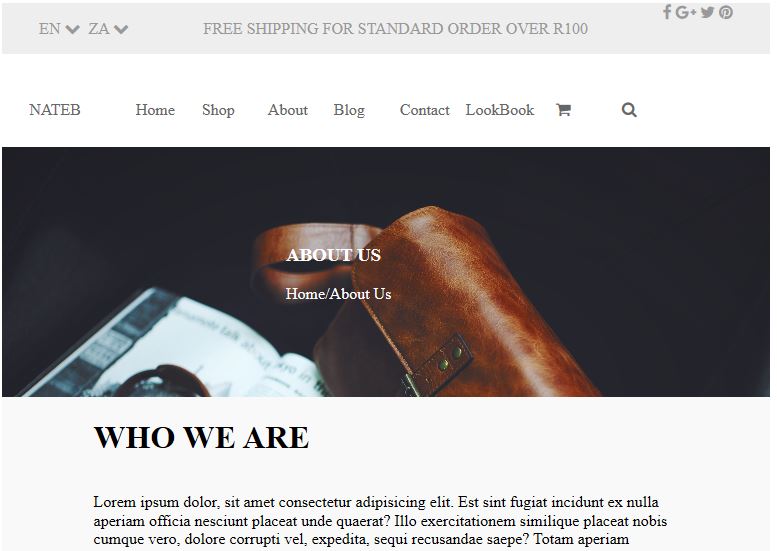 EN ZA FREE SHIPPING FOR STANDARD ORDER OVER R100
NATEB Home Shop About Blog Contact LookBook
ABOUT US
Home/About Us
WHO WE ARE
Lorem ipsum dolor, sit amet consectetur adipisicing elit. Est sint fugiat incidunt ex nulla
aperiam officia nesciunt placeat unde quaerat? Illo exercitationem similique placeat nobis
cumque vero, dolore corrupti vel, expedita, sequi recusandae saepe? Totam aperiam